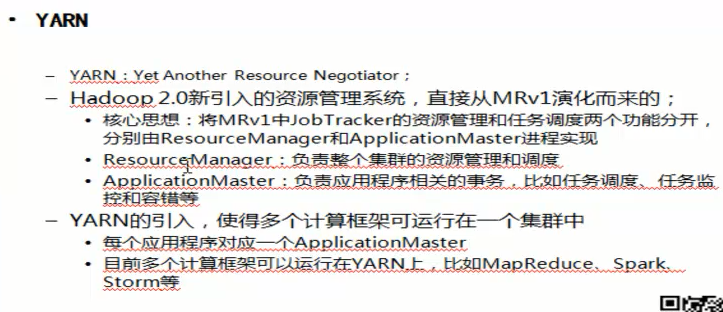 • YARN
– YARN：Yet Another Resource Negotiator；
– Hadoop 2.0新引入的资源管理系统，直接从MRv1演化而来的；
• 核心思想：将MRv1中JobTracker的资源管理和任务调度两个功能分开，
分别由ResourceManager和ApplicationMaster进程实现
• ResourceManager：负责整个集群的资源管理和调度
• ApplicationMaster：负责应用程序相关的事务，比如任务调度、任务监
控和容错等
– YARN的引入，使得多个计算框架可运行在一个集群中
• 每个应用程序对应一个ApplicationMaster
• 目前多个计算框架可以运行在YARN上，比如MapReduce、Spark、
Storm等